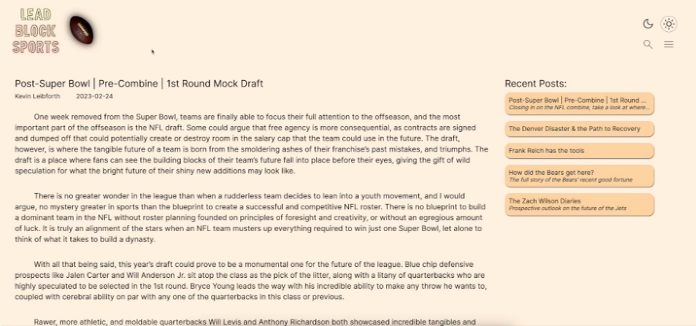 LEAD
BLOCK
SPORTS
Post-Super Bowl | Pre-Combine | 1st Round Mock Draft
Kevin Leibforth 2023-02-24
One week removed from the Super Bowl, teams are finally able to focus their full attention to the offseason, and the most
important part of the offseason is the NFL draft. Some could argue that free agency is more consequential, as contracts are signed
and dumped off that could potentially create or destroy room in the salary cap that the team could use in the future. The draft,
however, is where the tangible future of a team is born from the smoldering ashes of their franchise's past mistakes, and triumphs. The
draft is a place where fans can see the building blocks of their team's future fall into place before their eyes, giving the gift of wild
speculation for what the bright future of their shiny new additions may look like.
There is no greater wonder in the league than when a rudderless team decides to lean into a youth movement, and I would
argue, no mystery greater in sports than the blueprint to create a successful and competitive NFL roster. There is no blueprint to build
a dominant team in the NFL without roster planning founded on principles of foresight and creativity, or without an egregious amount
of luck. It is truly an alignment of the stars when an NFL team musters up everything required to win just one Super Bowl, let alone to
think of what it takes to build a dynasty.
With all that being said, this year's draft could prove to be a monumental one for the future of the league. Blue chip defensive
prospects like Jalen Carter and Will Anderson Jr. sit atop the class as the pick of the litter, along with a litany of quarterbacks who are
highly speculated to be selected in the 1st round. Bryce Young leads the way with his incredible ability to make any throw he wants to,
coupled with cerebral ability on par with any one of the quarterbacks in this class or previous.
Rawer, more athletic, and moldable quarterbacks Will Levis and Anthony Richardson both showcased incredible tangibles and
Recent Posts:
Post-Super Bowl | Pre-Combine | 1st Round ...
Closing in on the NFL combine, take a look at where...
The Denver Disaster & the Path to Recovery
Frank Reich has the tools
How did the Bears get here?
The full story of the Bears' recent good fortune
The Zach Wilson Diaries
Prospective outlook on the future of the Jets